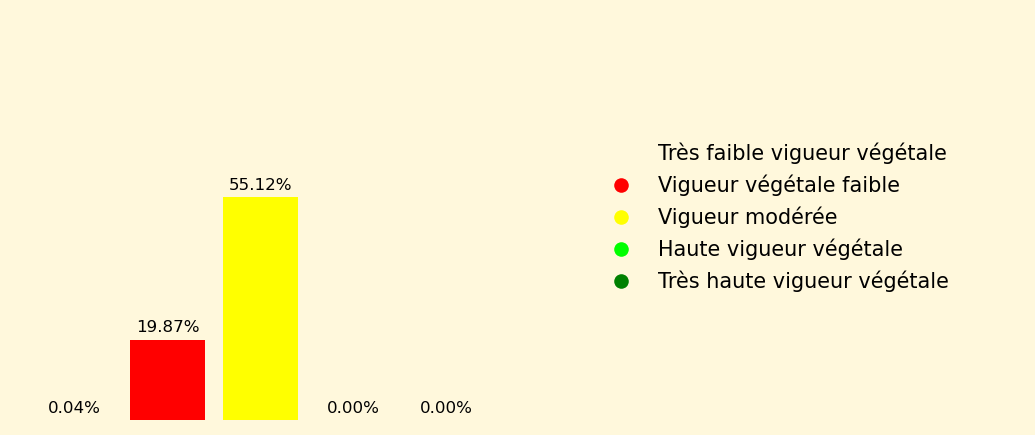 55.12%
19.87%
0.04%
0.00%
0.00%
Très faible vigueur végétale
Vigueur végétale faible
Vigueur modérée
Haute vigueur végétale
Très haute vigueur végétale